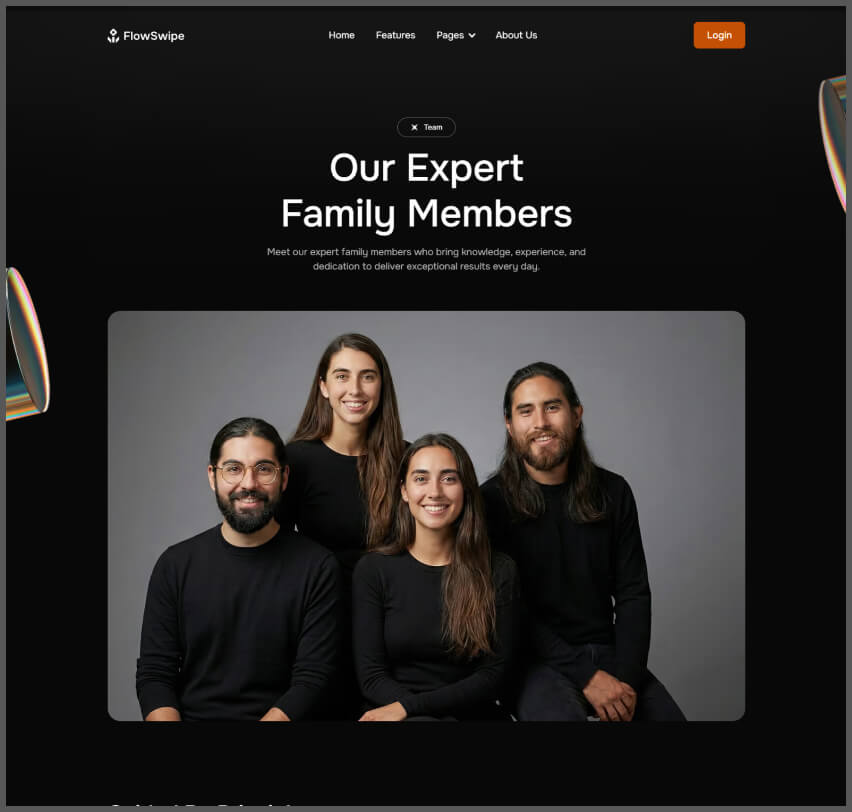 FlowSwipe
Home Features Pages About Us
Login
Team
Our Expert
Family Members
Meet our expert family members who bring knowledge, experience, and
dedication to deliver exceptional results every day.